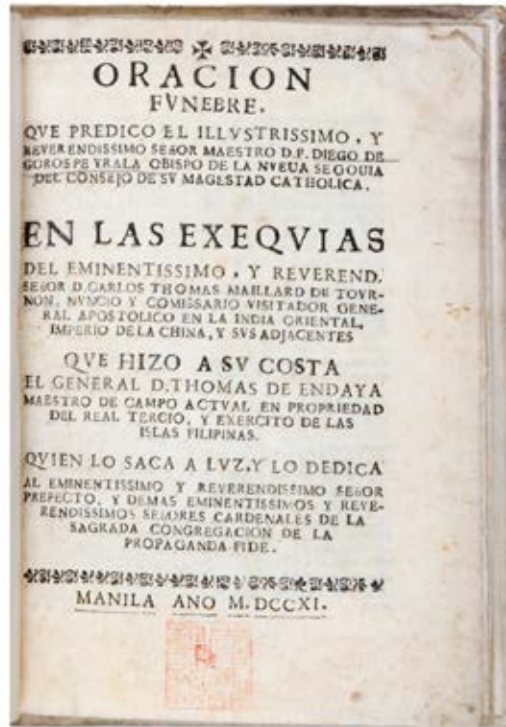 ORACION
FVNEBRE.
QVE PREDICO EL ILLVSTRISSIMO, Y
REVERENDISSIMO SEñOR MAESTRO D.F. DIEGO DE
GOROSPE YRALA OBISPO DE LA NVEUA SEGOUIA
DEL CONSEJO DE SV MAGESTAD CATHOLICA.
EN LAS EXEQVIAS
DEL EMINENTISSIMO, Y REVEREND.
SEñOR D.CARLOS THOMAS MAILLARD DE TOVR-
NON, NVNCIO Y COMISSARIO VISITADOR GENE-
RAL APOSTOLICO EN LA INDIA ORIENTAL,
IMPERIO DE LA CHINA, Y SVS ADJACENTES
QVE HIZO A SV COSTA
EL GENERAL D.THOMAS DE ENDAYA
MAESTRO DE CAMPO ACTVAL EN PROPRIEDAD
DEL REAL TERCIO, Y EXERCITO DE LAS
ISLAS FILIPINAS.
QVIEN LO SACA A LVZ,Y LO DEDICA
AL EMINENTISSIMO Y REVERENDISSIMO SEñOR
PREPECTO, Y DEMAS EMINENTISSIMOS Y REVE-
RENDISSIMOS SEñORES CARDENALES DE LA
SAGRADA CONGREGACION DE LA
PROPAGANDA FIDE.
MANILA ANO M.DCCXI.